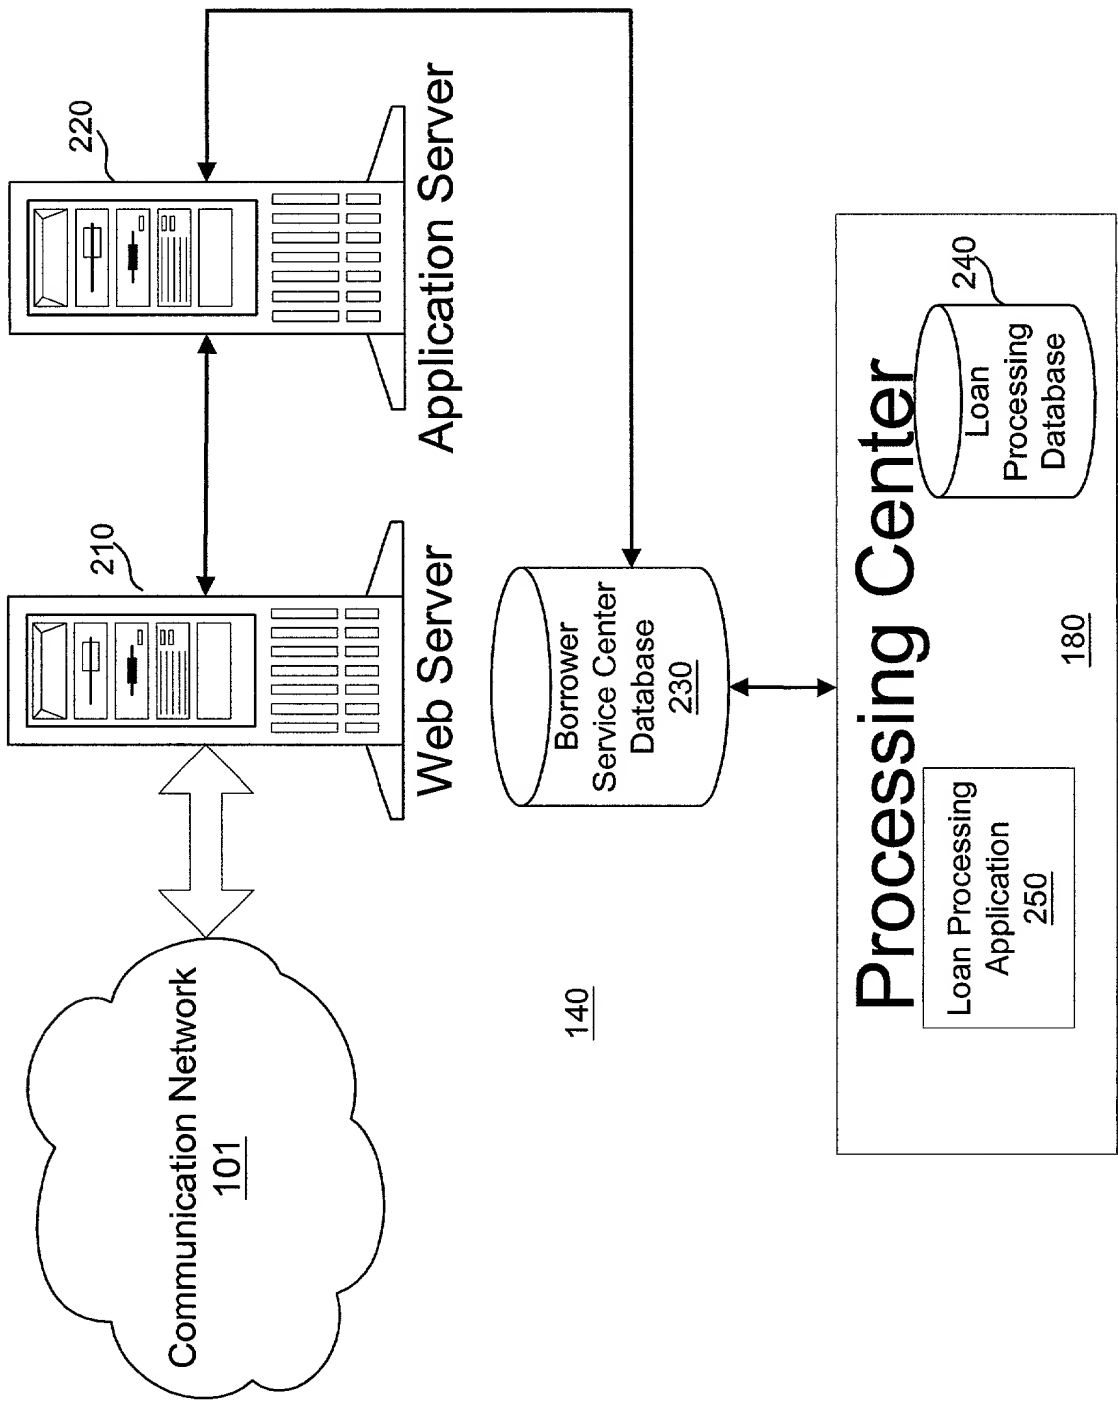 220
210
Communication Network
101
Web Server
Application Server
Borrower
Service Center
Database
230
140
Processing Center
240
Loan Processing
Application
250
Loan
Processing
Database
180